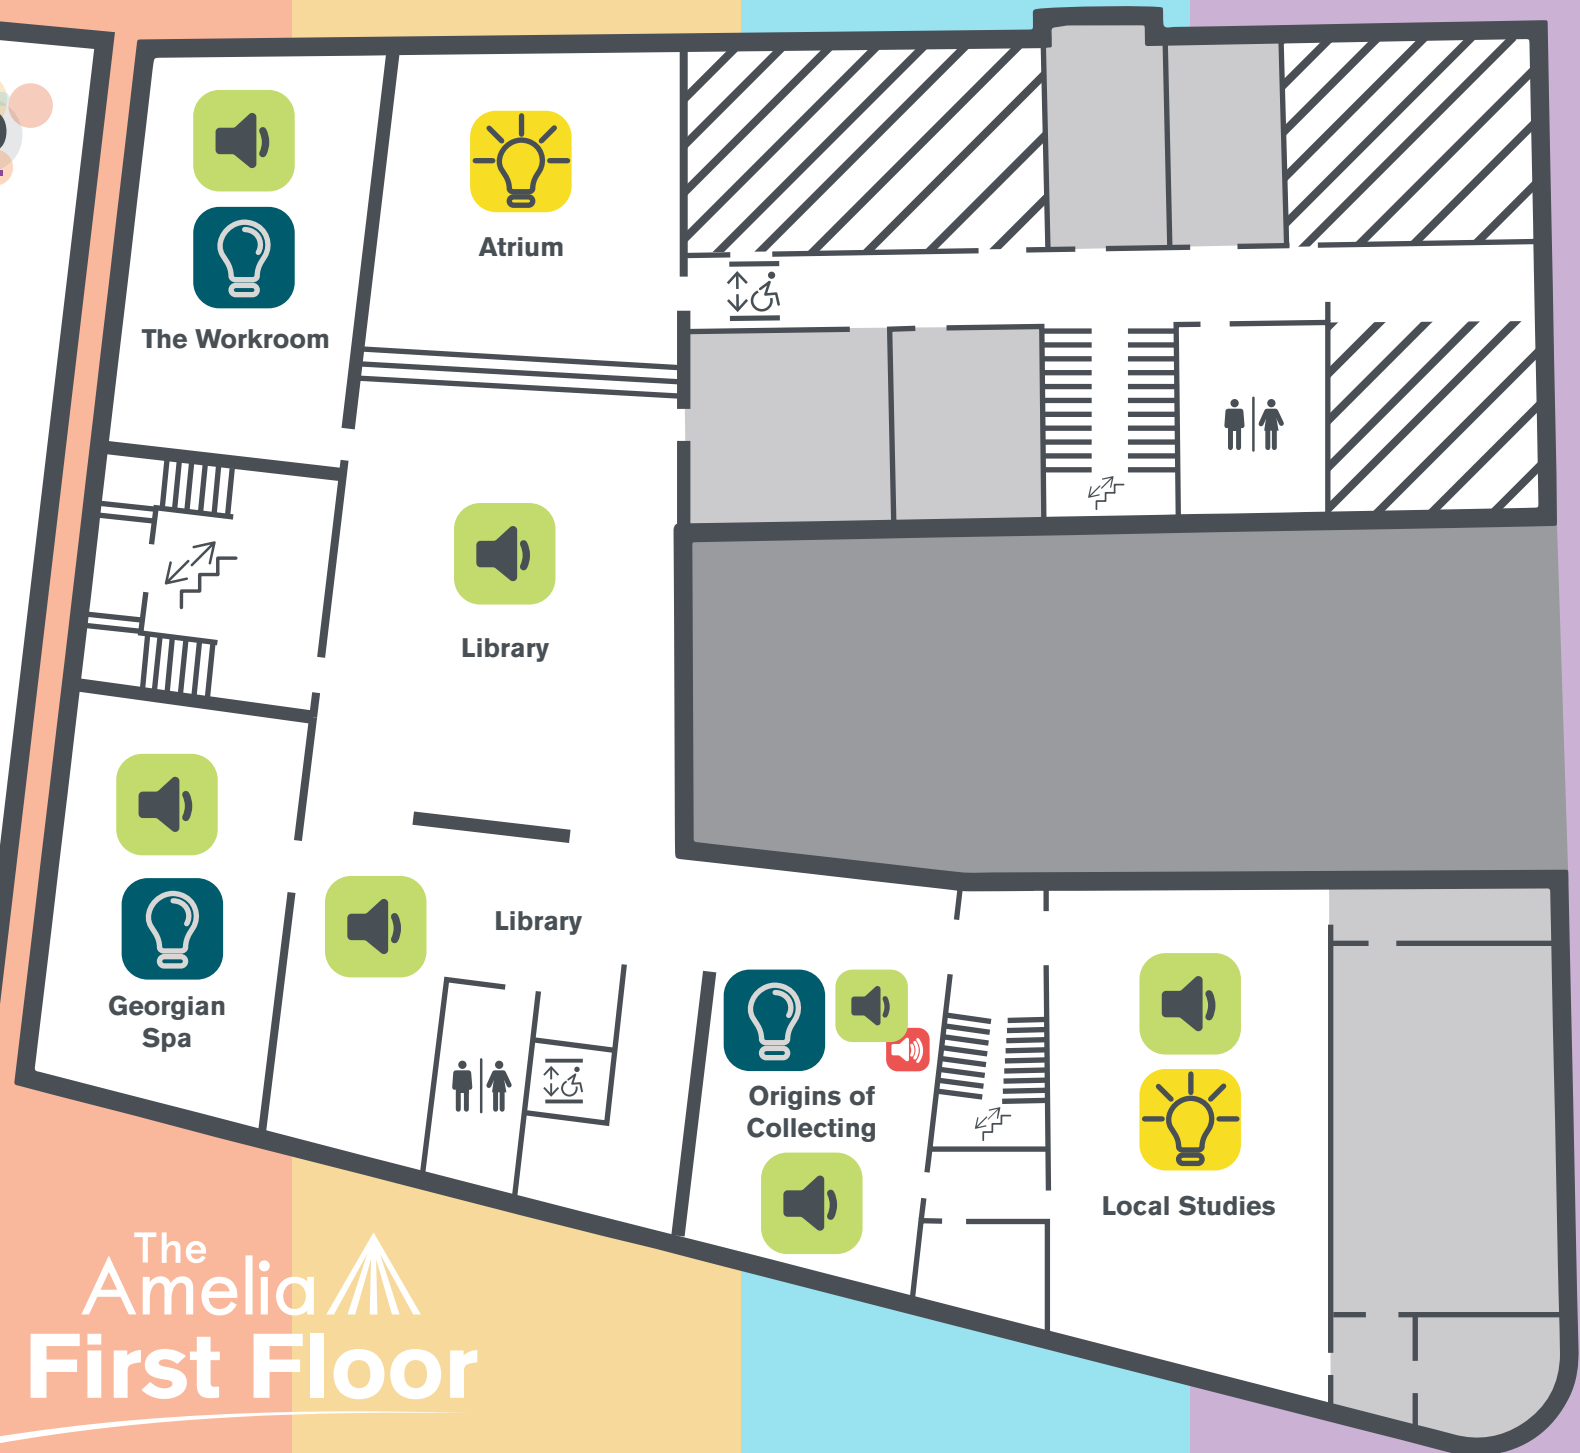 The Workroom
Atrium
Library
Library
Georgian
Spa
Origins of
Collecting
Local Studies
The
Amelia
First Floor